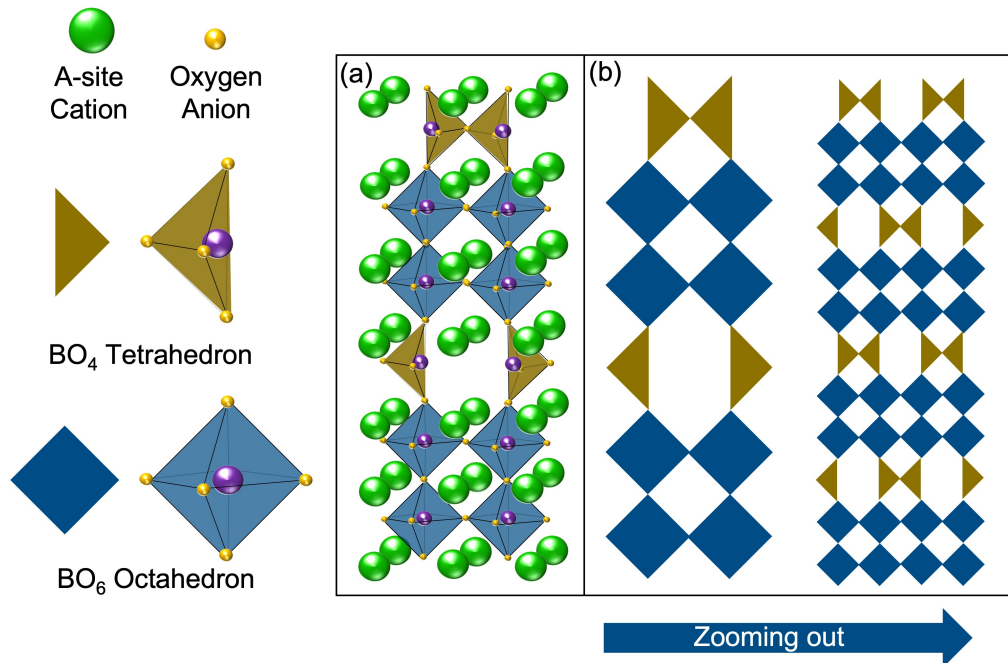 A-site
Cation
Oxygen
Anion
BO₄ Tetrahedron
BO₆ Octahedron
(a)
(b)
Zooming out